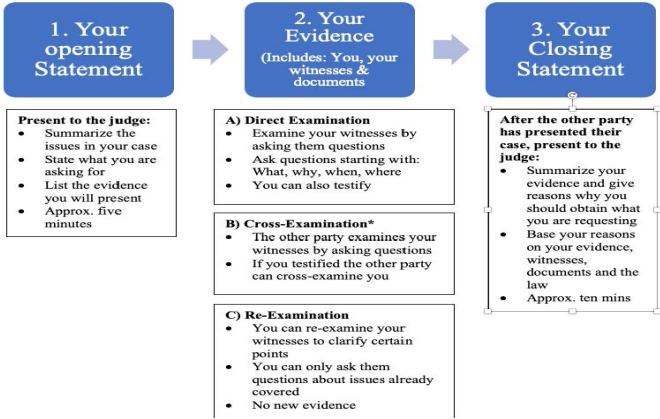 1. Your
opening
Statement
Present to the judge:
• Summarize the
issues in your case
• State what you are
asking for
• List the evidence
you will present
• Approx. five
minutes
2. Your
Evidence
(Includes: You, your
witnesses &
documents
A) Direct Examination
• Examine your witnesses by
asking them questions
• Ask questions starting with:
What, why, when, where
• You can also testify
B) Cross-Examination*
• The other party examines your
witnesses by asking questions
• If you testified the other party
can cross-examine you
C) Re-Examination
• You can re-examine your
witnesses to clarify certain
points
• You can only ask them
questions about issues already
covered
• No new evidence
3. Your
Closing
Statement
After the other party
has presented their
case, present to the
judge:
• Summarize your
evidence and give
reasons why you
should obtain what
you are requesting
• Base your reasons
on your evidence,
witnesses,
documents and the
law
• Approx. ten mins